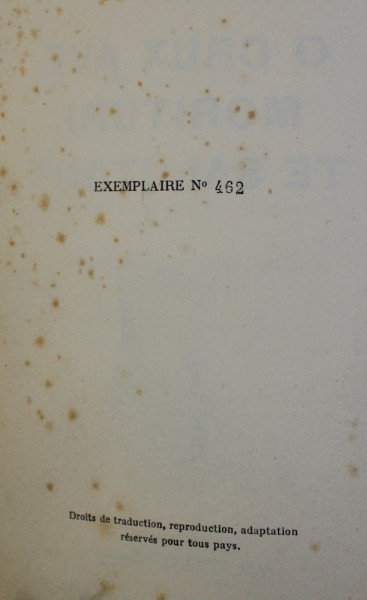 EXEMPLAIRE Nº 462
Droits de traduction, reproduction, adaptation
réservés pour tous pays.